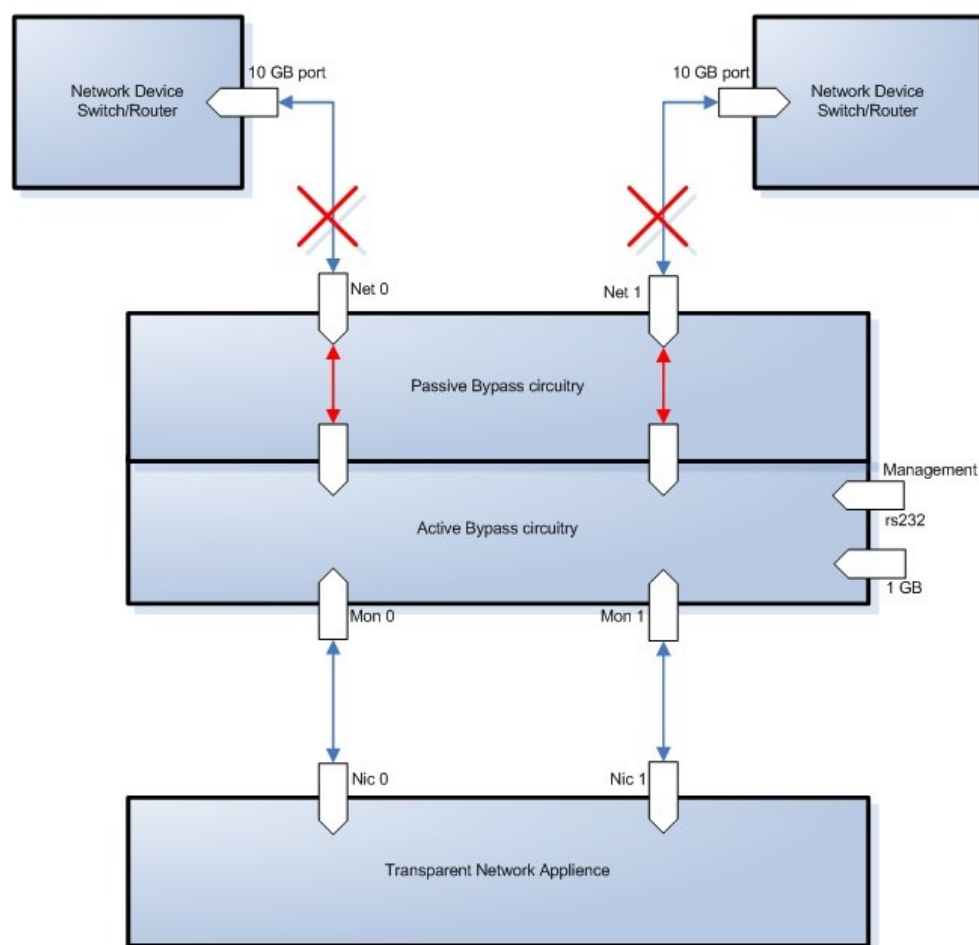 10 GB port
10 GB port
Network Device
Switch/Router
Network Device
Switch/Router
Net 0
Net 1
Passive Bypass circuitry
Management
rs232
Active Bypass circuitry
1 GB
Mon 0
Mon 1
Nic 0
Nic 1
Transparent Network Applience